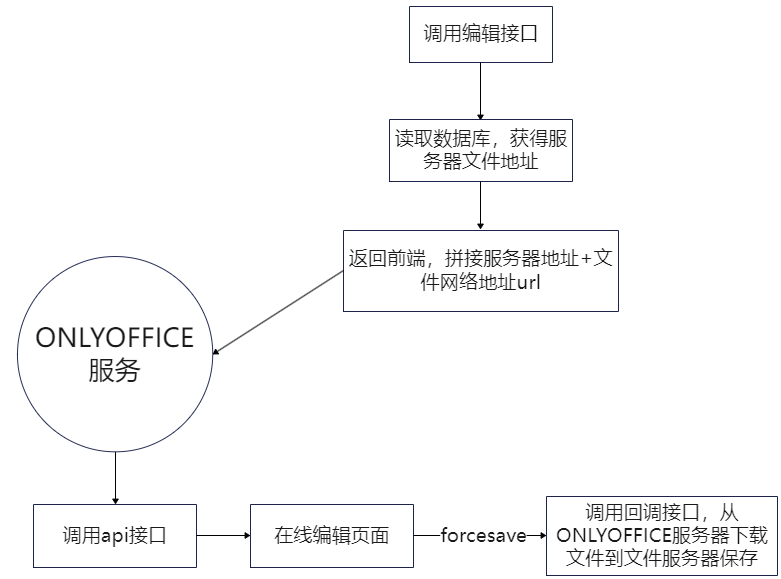 调用编辑接口
读取数据库，获得服
务器文件地址
返回前端，拼接服务器地址+文
件网络地址url
ONLYOFFICE
服务
调用api接口
在线编辑页面
forcesave
调用回调接口，从
ONLYOFFICE服务器下载
文件到文件服务器保存